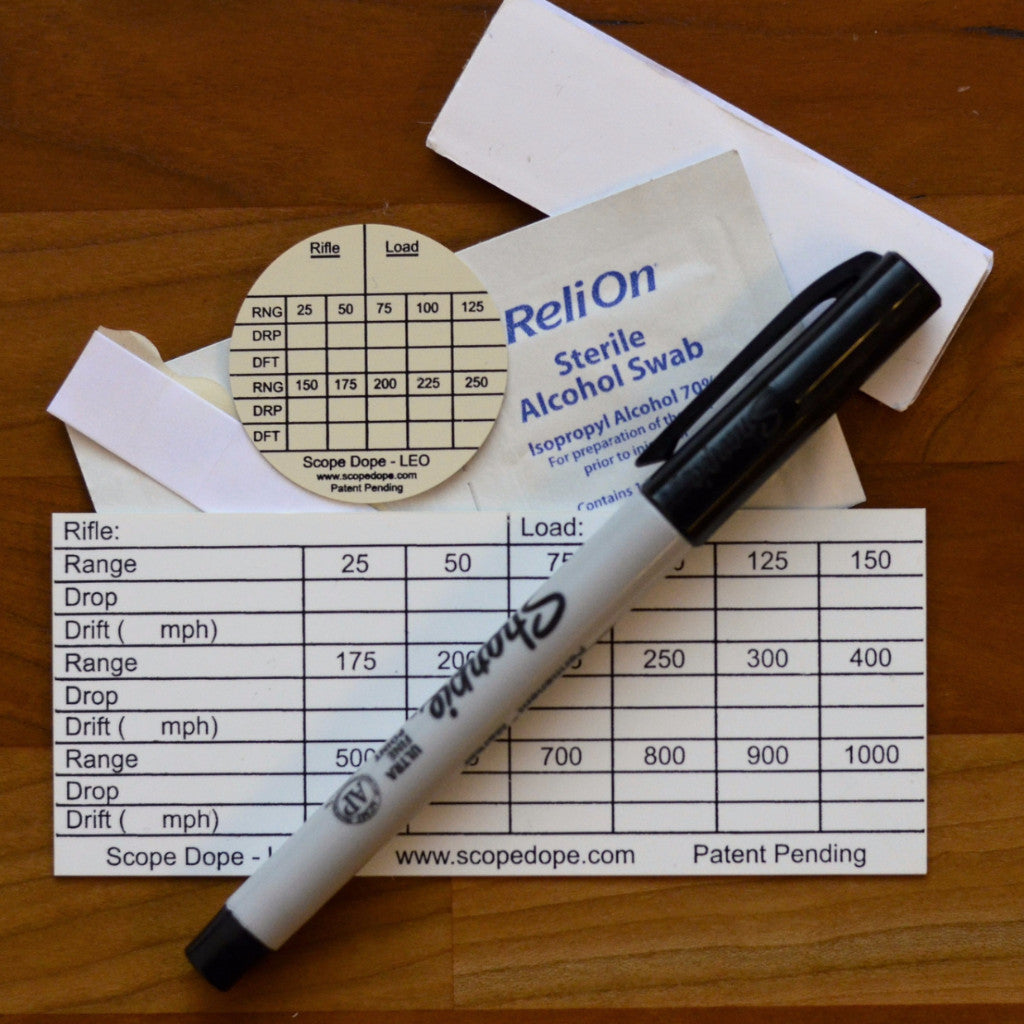 Rifle Load
RNG 25 50 75 100 125
DRP
DFT
RNG 150 175 200 225 250
DRP
DFT
Scope Dope - LEO
www.scopedope.com
Patent Pending
ReliOn
Sterile
Alcohol Swab
Isopropyl Alcohol 70%
For preparation of the
prior to
Contains
Rifle: Load:
Range 25 50 75 125 150
Drop
Drift ( mph)
Range 175 200 250 300 400
Drop
Drift ( mph)
Range 500 700 800 900 1000
Drop
Drift ( mph)
Scope Dope - www.scopedope.com Patent Pending
Sharpie
ULTRA
FINE
POINT
AP